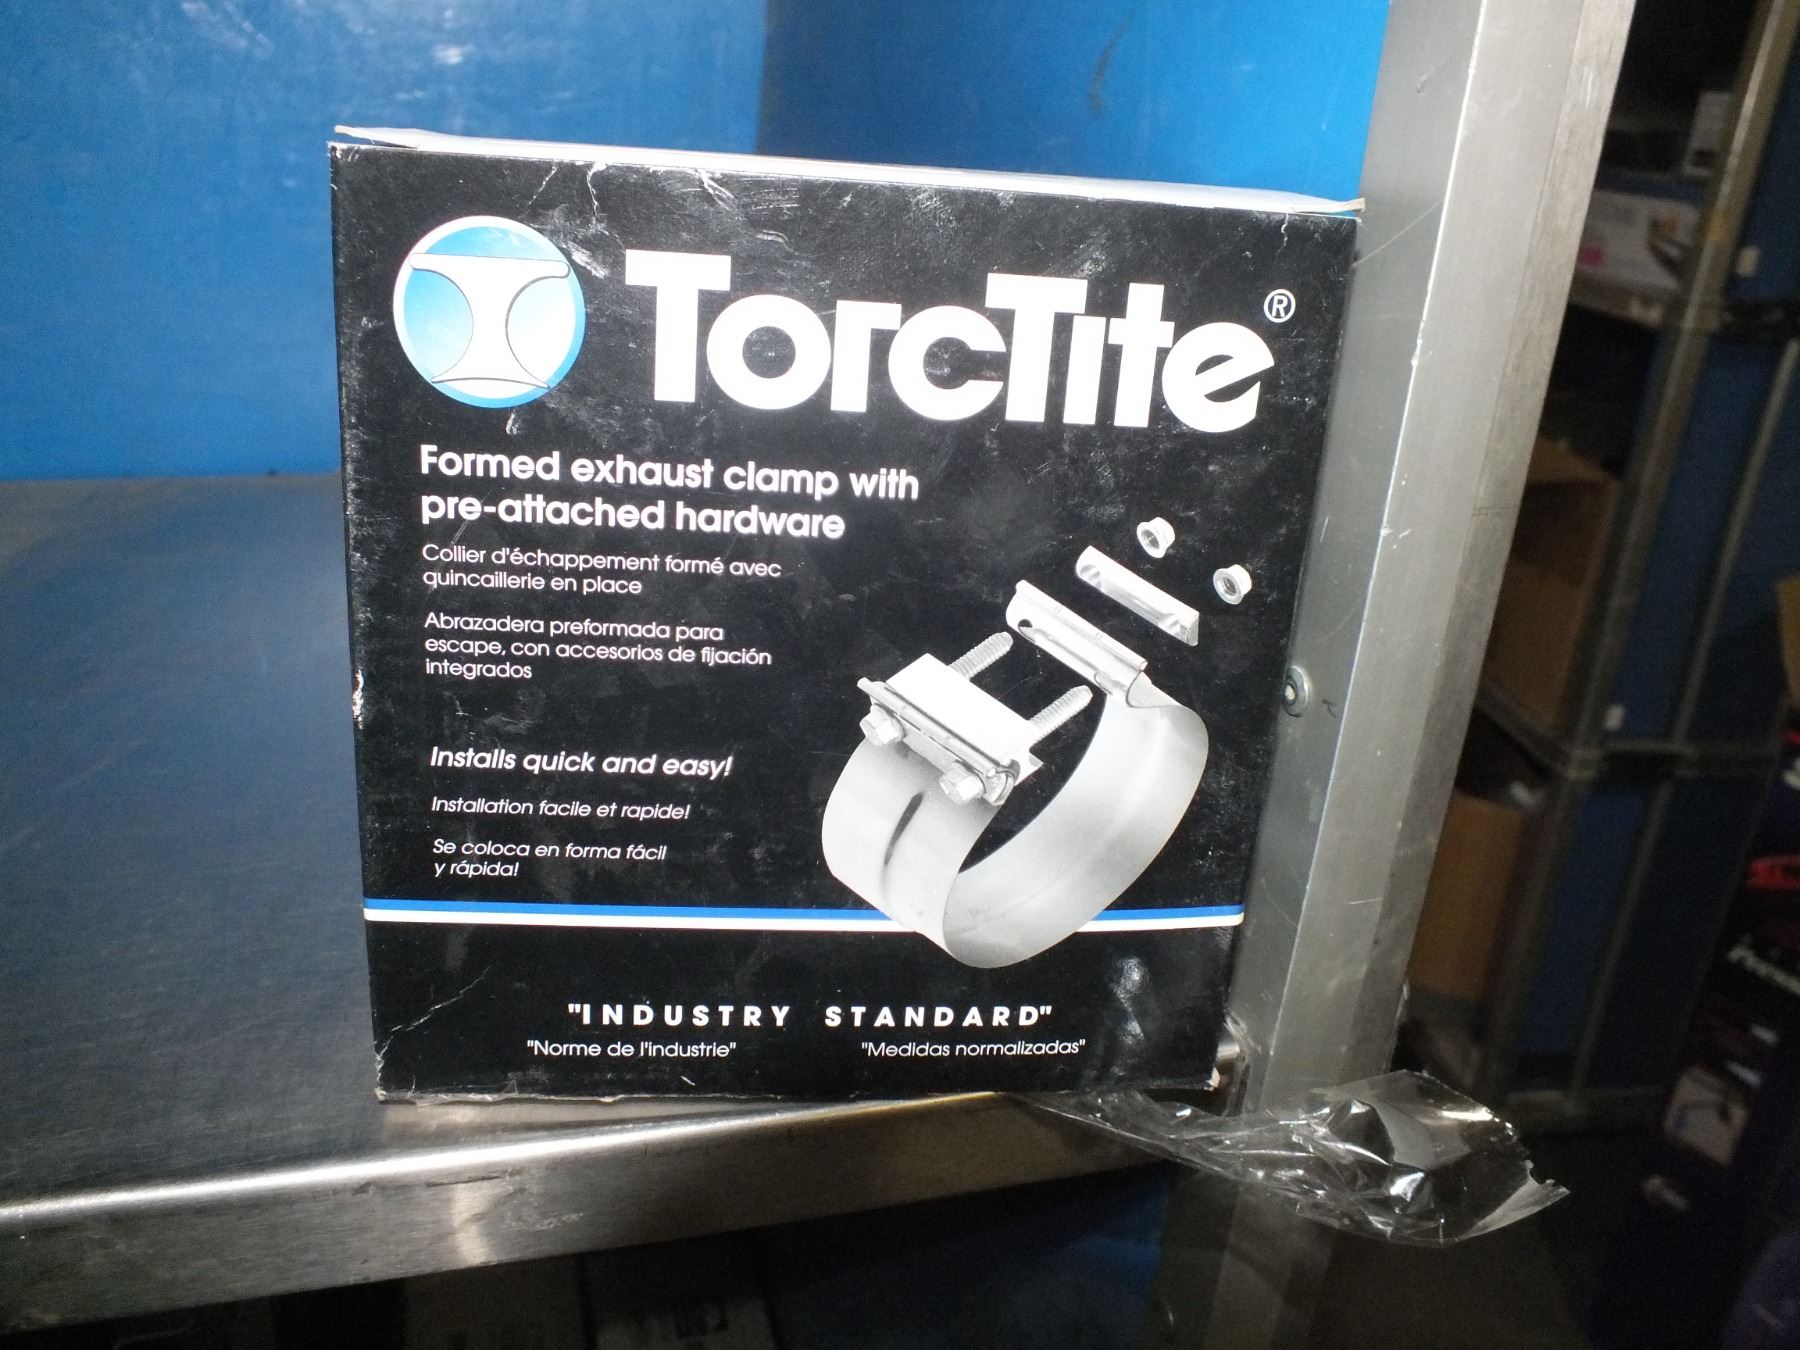 TorcTite®
Formed exhaust clamp with
pre-attached hardware
Collier d'échappement formé avec
quincaillerie en place
Abrazadera preformada para
escape, con accesorios de fijación
integrados
Installs quick and easy!
Installation facile et rapide!
Se coloca en forma fácil
y rápida!
"INDUSTRY STANDARD"
"Norme de l'industrie" "Medidas normalizadas"